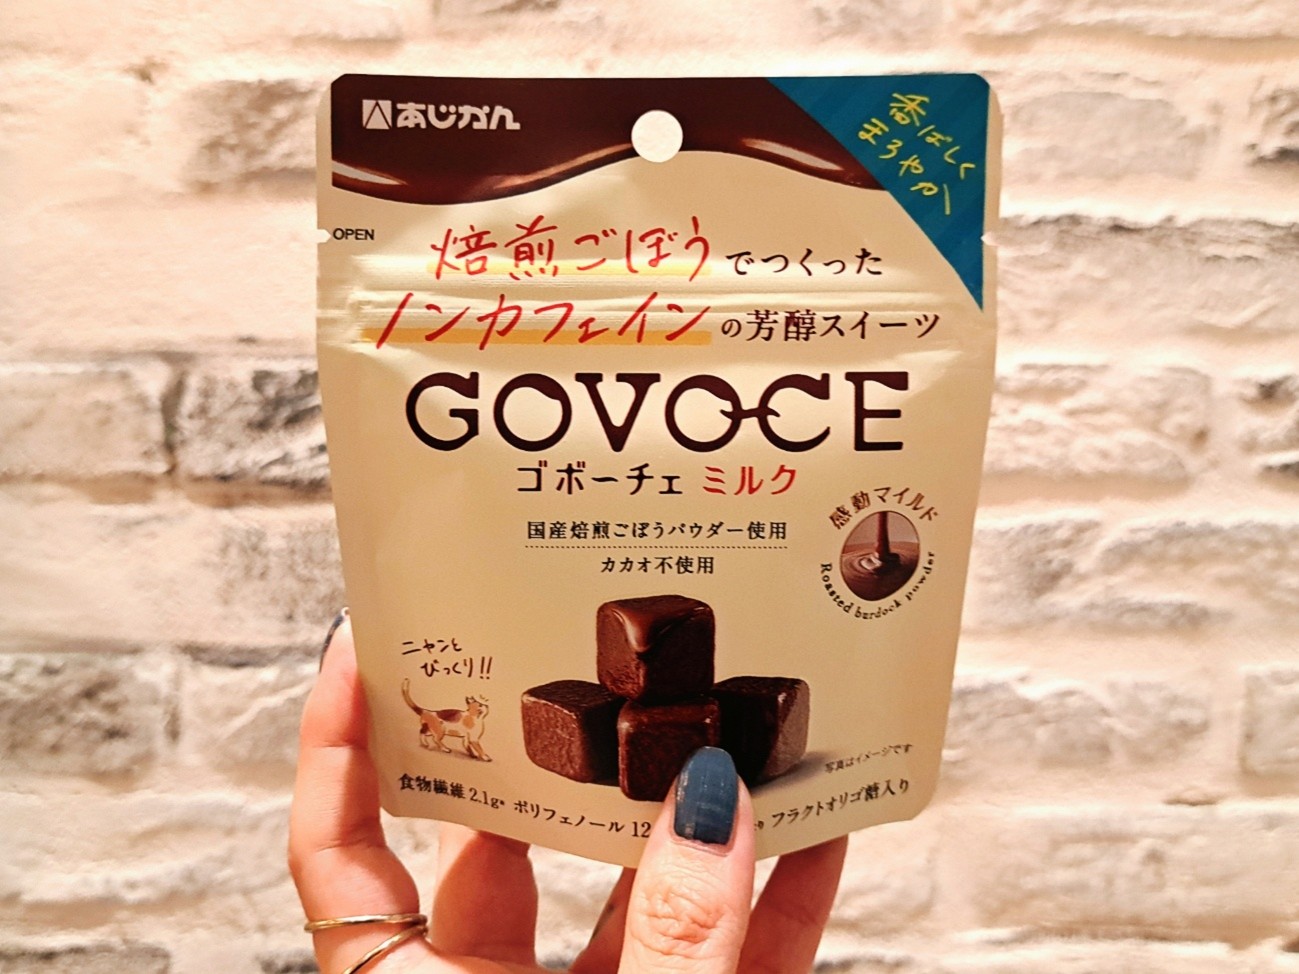 あじかん
香ばしく
まろやか
OPEN
焙煎ごぼうでつくった
ノンカフェインの芳醇スイーツ
GOVOCE
ゴボーチェ ミルク
国産焙煎ごぼうパウダー使用
カカオ不使用
感動マイルド
Roasted burdock powder
ニャンと
びっくり!!
写真はイメージです
食物繊維 2.1g* ポリフェノール 12 フラクトオリゴ糖入り